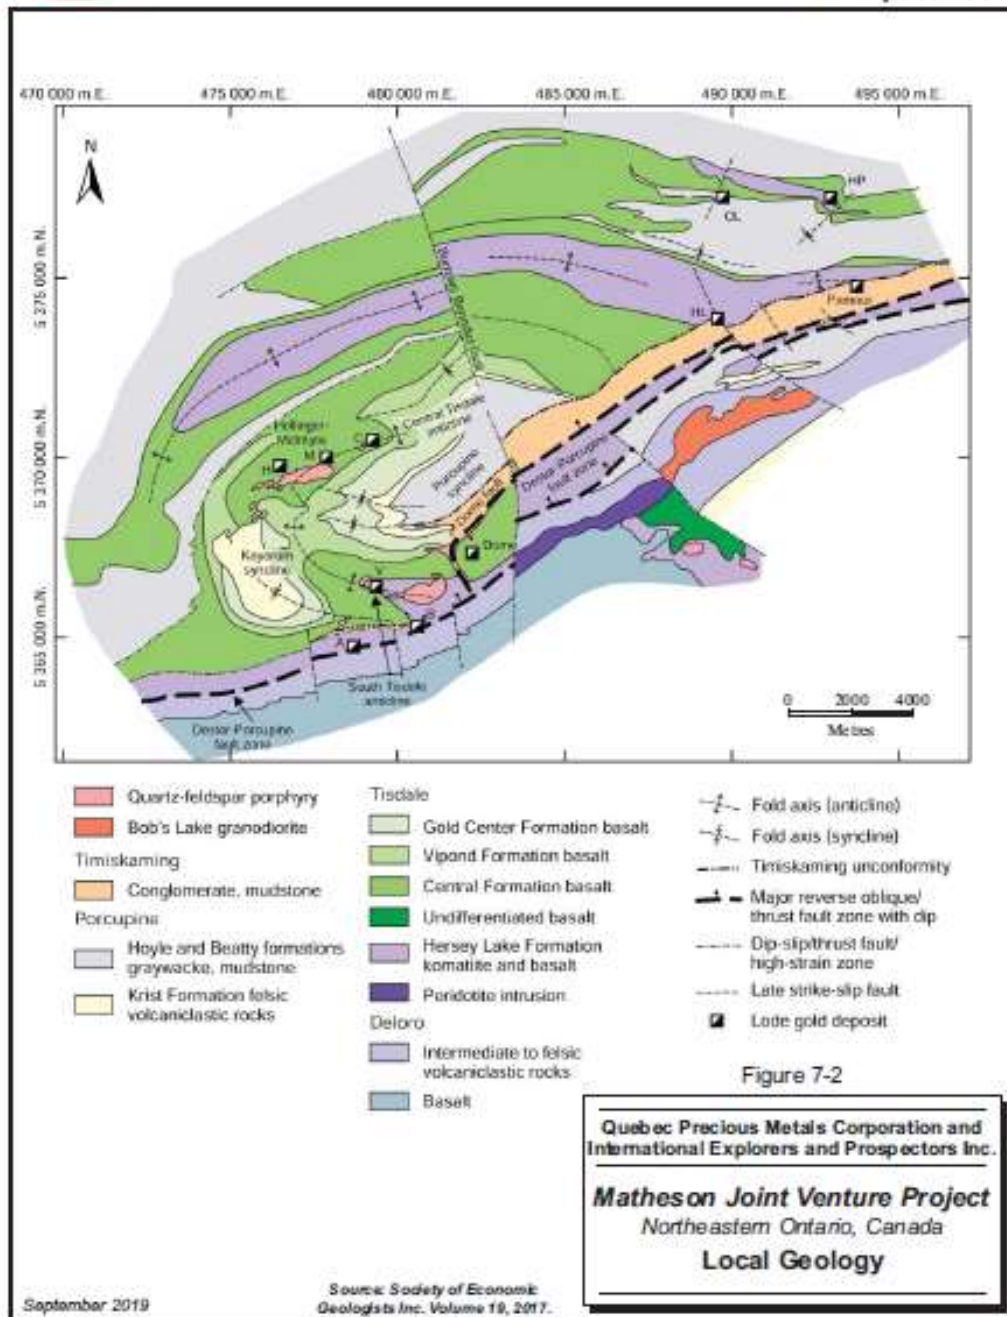 470 000 m.E.
475 000 m.E.
480 000 m.E.
485 000 m.E.
490 000 m.E.
495 000 m.E.
N
HP
OL
5 375 000 m.N.
Pamour
HL
Central Tisdale
anticline
Hollinger-
McIntyre
C
M
H
Porcupine
syncline
5 370 000 m.N.
Destor-Porcupine
fault zone
Dome fault
Dome
Kayorum
syncline
V
5 365 000 m.N.
A
South Tisdale
anticline
Destor-Porcupine
fault zone
0 2000 4000
Metres
Quartz-feldspar porphyry
Bob's Lake granodiorite
Timiskaming
Conglomerate, mudstone
Porcupine
Hoyle and Beatty formations
graywacke, mudstone
Krist Formation felsic
volcaniclastic rocks
Tisdale
Gold Center Formation basalt
Vipond Formation basalt
Central Formation basalt
Undifferentiated basalt
Hersey Lake Formation
komatiite and basalt
Peridotite intrusion
Deloro
Intermediate to felsic
volcaniclastic rocks
Basalt
Fold axis (anticline)
Fold axis (syncline)
Timiskaming unconformity
Major reverse oblique/
thrust fault zone with dip
Dip-slip/thrust fault/
high-strain zone
Late strike-slip fault
Lode gold deposit
Figure 7-2
Quebec Precious Metals Corporation and
International Explorers and Prospectors Inc.
Matheson Joint Venture Project
Northeastern Ontario, Canada
Local Geology
September 2019
Source: Society of Economic
Geologists Inc. Volume 19, 2017.